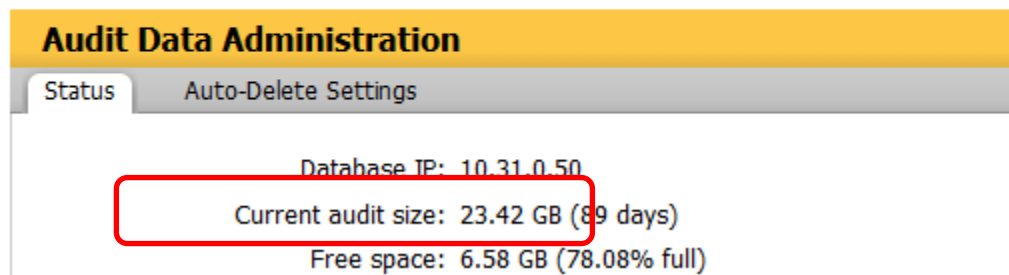 Audit Data Administration
Status Auto-Delete Settings
Database IP: 10.31.0.50
Current audit size: 23.42 GB (89 days)
Free space: 6.58 GB (78.08% full)